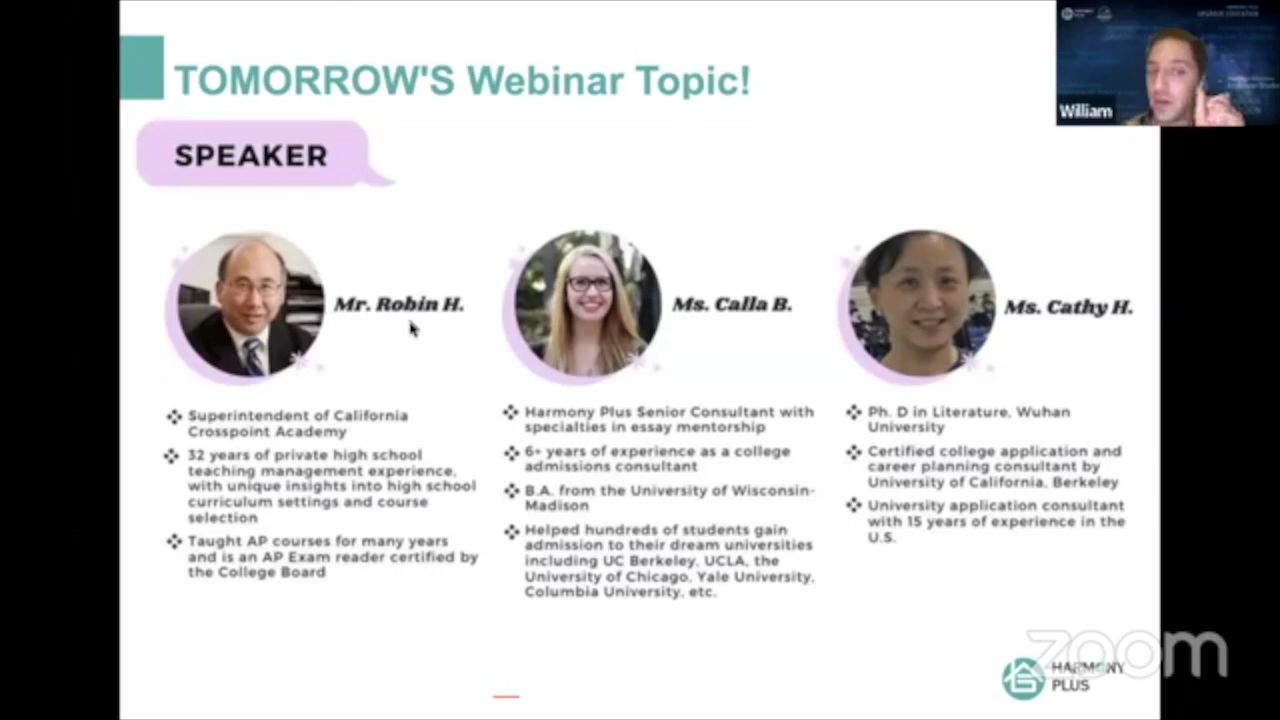 TOMORROW'S Webinar Topic!
SPEAKER
William
Mr. Robin H.
Superintendent of California
Crosspoint Academy
32 years of private high school
teaching management experience,
with unique insights into high school
curriculum settings and course
selection
Taught AP courses for many years
and is an AP Exam reader certified by
the College Board
Ms. Calla B.
Harmony Plus Senior Consultant with
specialties in essay mentorship
6+ years of experience as a college
admissions consultant
B.A. from the University of Wisconsin-
Madison
Helped hundreds of students gain
admission to their dream universities
including UC Berkeley, UCLA, the
University of Chicago, Yale University,
Columbia University, etc.
Ms. Cathy H.
Ph. D in Literature, Wuhan
University
Certified college application and
career planning consultant by
University of California, Berkeley
University application consultant
with 15 years of experience in the
U.S.
zoom
HARMONY
PLUS